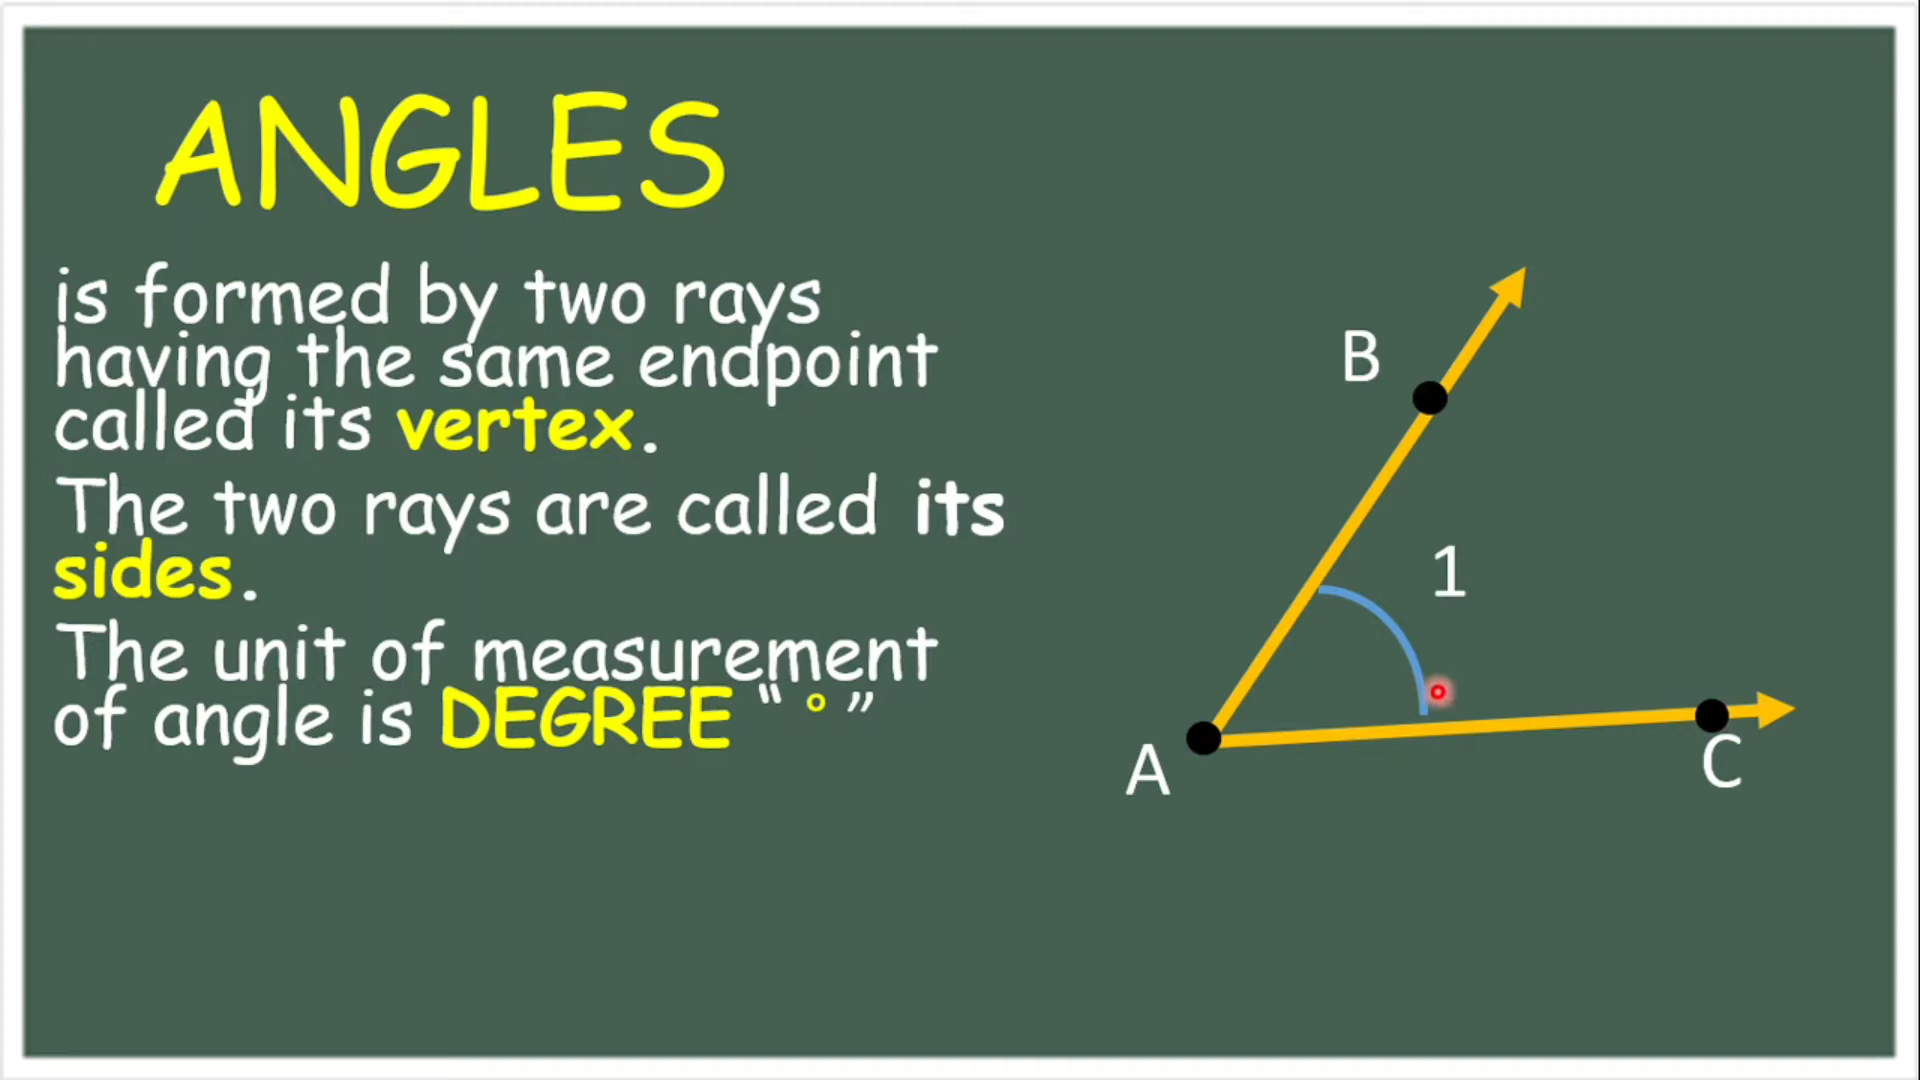 ANGLES
is formed by two rays
having the same endpoint
called its vertex.
The two rays are called its
sides.
The unit of measurement
of angle is DEGREE “ ° ”
B
1
A
C